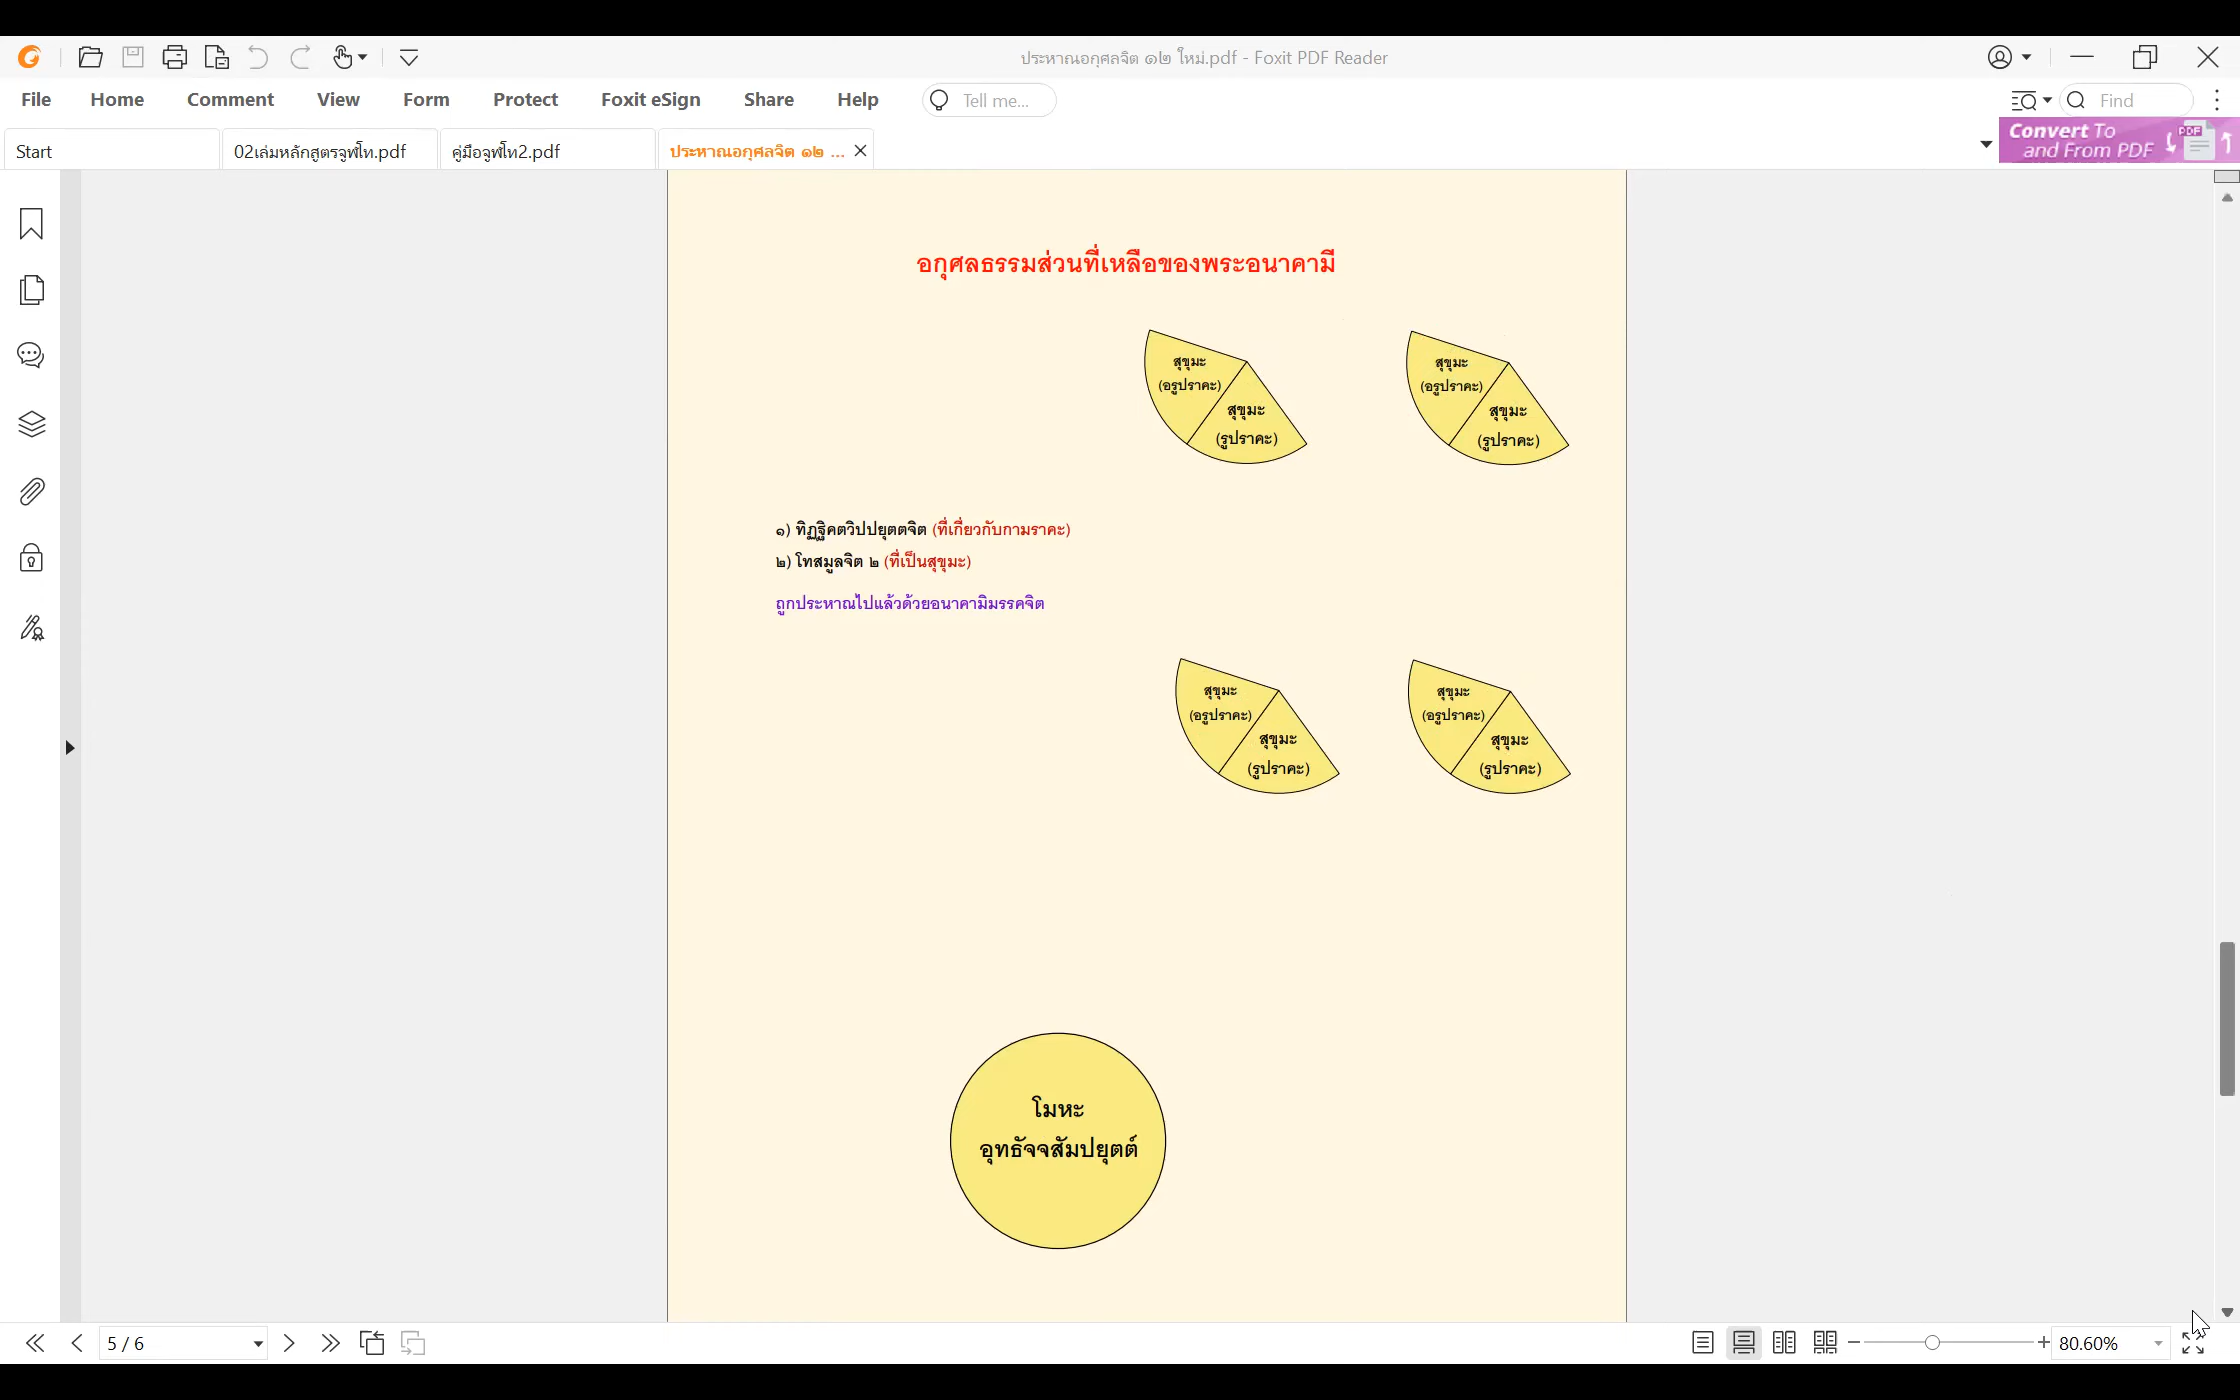 ประหาณอกุศลจิต ๑๒ ใหม่.pdf - Foxit PDF Reader
File Home Comment View Form Protect Foxit eSign Share Help Tell me... Find
Convert To
and From PDF
PDF
Start 02เล่มหลักสูตรจูฬโท.pdf คู่มือจูฬโท2.pdf ประหาณอกุศลจิต ๑๒ ...
อกุศลธรรมส่วนที่เหลือของพระอนาคามี
สุขุมะ สุขุมะ
(อรูปราคะ) (อรูปราคะ)
สุขุมะ สุขุมะ
(รูปราคะ) (รูปราคะ)
๑) ทิฏฐิคตวิปปยุตตจิต (ที่เกี่ยวกับกามราคะ)
๒) โทสมูลจิต ๒ (ที่เป็นสุขุมะ)
ถูกประหาณไปแล้วด้วยอนาคามิมรรคจิต
สุขุมะ สุขุมะ
(อรูปราคะ) (อรูปราคะ)
สุขุมะ สุขุมะ
(รูปราคะ) (รูปราคะ)
โมหะ
อุทธัจจสัมปยุตต์
5 / 6 80.60%